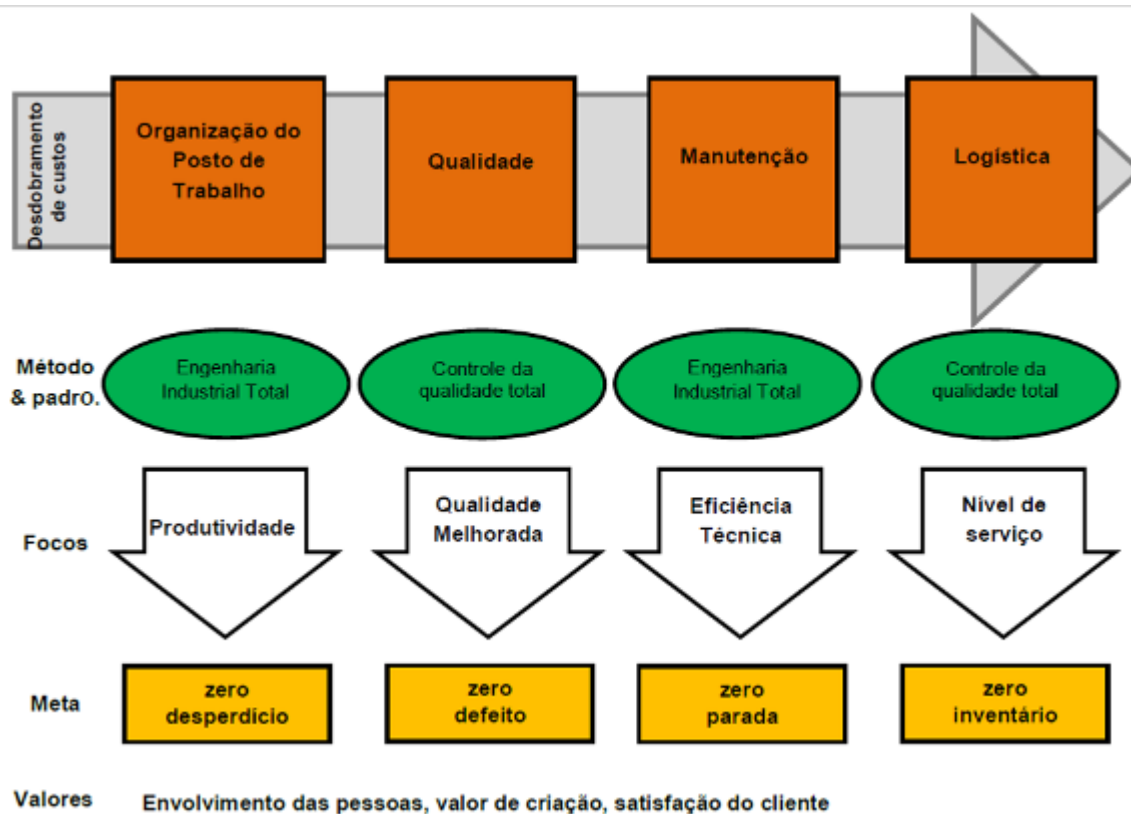 Desdobramento
de custos
Organização do
Posto de
Trabalho
Qualidade
Manutenção
Logística
Método
& padrO.
Engenharia
Industrial Total
Controle da
qualidade total
Engenharia
Industrial Total
Controle da
qualidade total
Focos
Produtividade
Qualidade
Melhorada
Eficiência
Técnica
Nível de
serviço
Meta
zero
desperdício
zero
defeito
zero
parada
zero
inventário
Valores Envolvimento das pessoas, valor de criação, satisfação do cliente